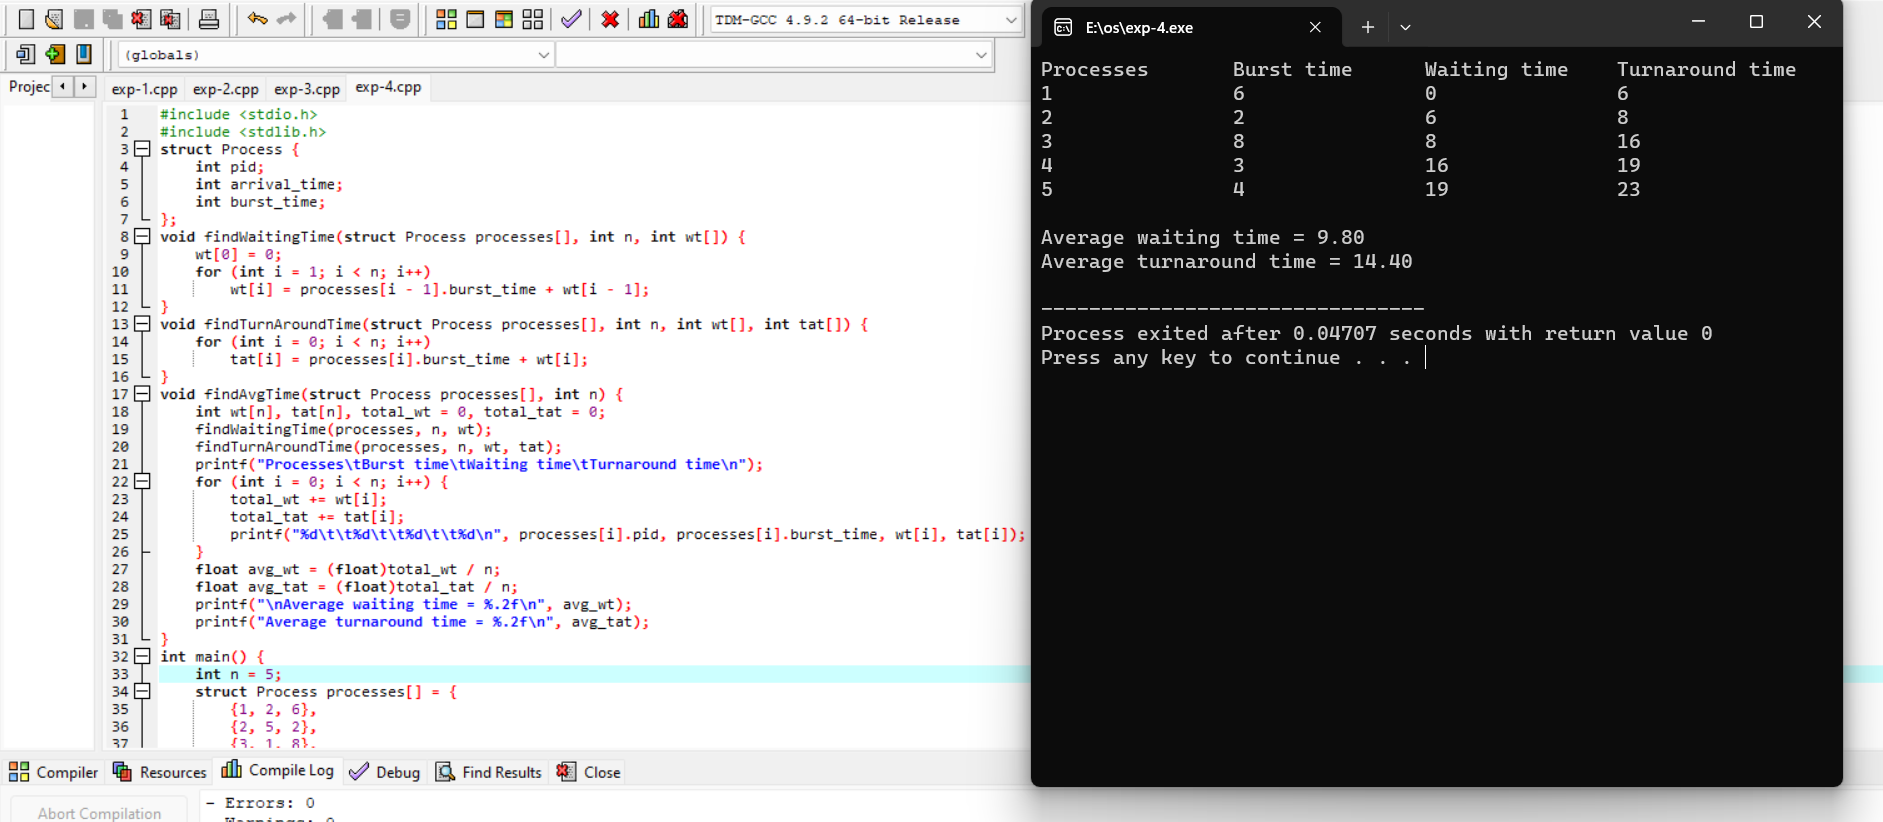 TDM-GCC 4.9.2 64-bit Release
(globals)
Projec
exp-1.cpp exp-2.cpp exp-3.cpp exp-4.cpp
1 #include <stdio.h>
2 #include <stdlib.h>
3 struct Process {
4 int pid;
5 int arrival_time;
6 int burst_time;
7 };
8 void findWaitingTime(struct Process processes[], int n, int wt[]) {
9 wt[0] = 0;
10 for (int i = 1; i < n; i++)
11 wt[i] = processes[i - 1].burst_time + wt[i - 1];
12 }
13 void findTurnAroundTime(struct Process processes[], int n, int wt[], int tat[]) {
14 for (int i = 0; i < n; i++)
15 tat[i] = processes[i].burst_time + wt[i];
16 }
17 void findAvgTime(struct Process processes[], int n) {
18 int wt[n], tat[n], total_wt = 0, total_tat = 0;
19 findWaitingTime(processes, n, wt);
20 findTurnAroundTime(processes, n, wt, tat);
21 printf("Processes\tBurst time\tWaiting time\tTurnaround time\n");
22 for (int i = 0; i < n; i++) {
23 total_wt += wt[i];
24 total_tat += tat[i];
25 printf("%d\t\t%d\t\t%d\t\t%d\n", processes[i].pid, processes[i].burst_time, wt[i], tat[i]);
26 }
27 float avg_wt = (float)total_wt / n;
28 float avg_tat = (float)total_tat / n;
29 printf("\nAverage waiting time = %.2f\n", avg_wt);
30 printf("Average turnaround time = %.2f\n", avg_tat);
31 }
32 int main() {
33 int n = 5;
34 struct Process processes[] = {
35 {1, 2, 6},
36 {2, 5, 2},
37 {3, 1, 8},
Compiler Resources Compile Log Debug Find Results Close
Abort Compilation
- Errors: 0
- Warnings: 0
E:\os\exp-4.exe
Processes Burst time Waiting time Turnaround time
1 6 0 6
2 2 6 8
3 8 8 16
4 3 16 19
5 4 19 23
Average waiting time = 9.80
Average turnaround time = 14.40
--------------------------------
Process exited after 0.04707 seconds with return value 0
Press any key to continue . . .